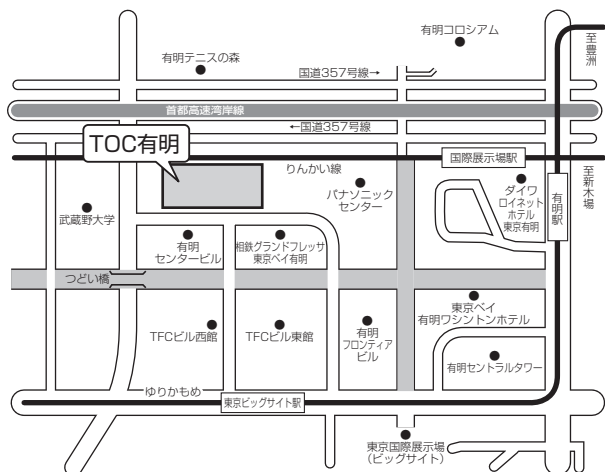 有明コロシアム
至豊洲
有明テニスの森
国道357号線→
首都高速湾岸線
←国道357号線
TOC有明
りんかい線
国際展示場駅
至新木場
パナソニック
センター
ダイワ
ロイネット
ホテル
東京有明
有明駅
武蔵野大学
有明
センタービル
相鉄グランドフレッサ
東京ベイ有明
つどい橋
東京ベイ
有明ワシントンホテル
TFCビル西館
TFCビル東館
有明
フロンティア
ビル
有明セントラルタワー
ゆりかもめ
東京ビッグサイト駅
東京国際展示場
(ビッグサイト)